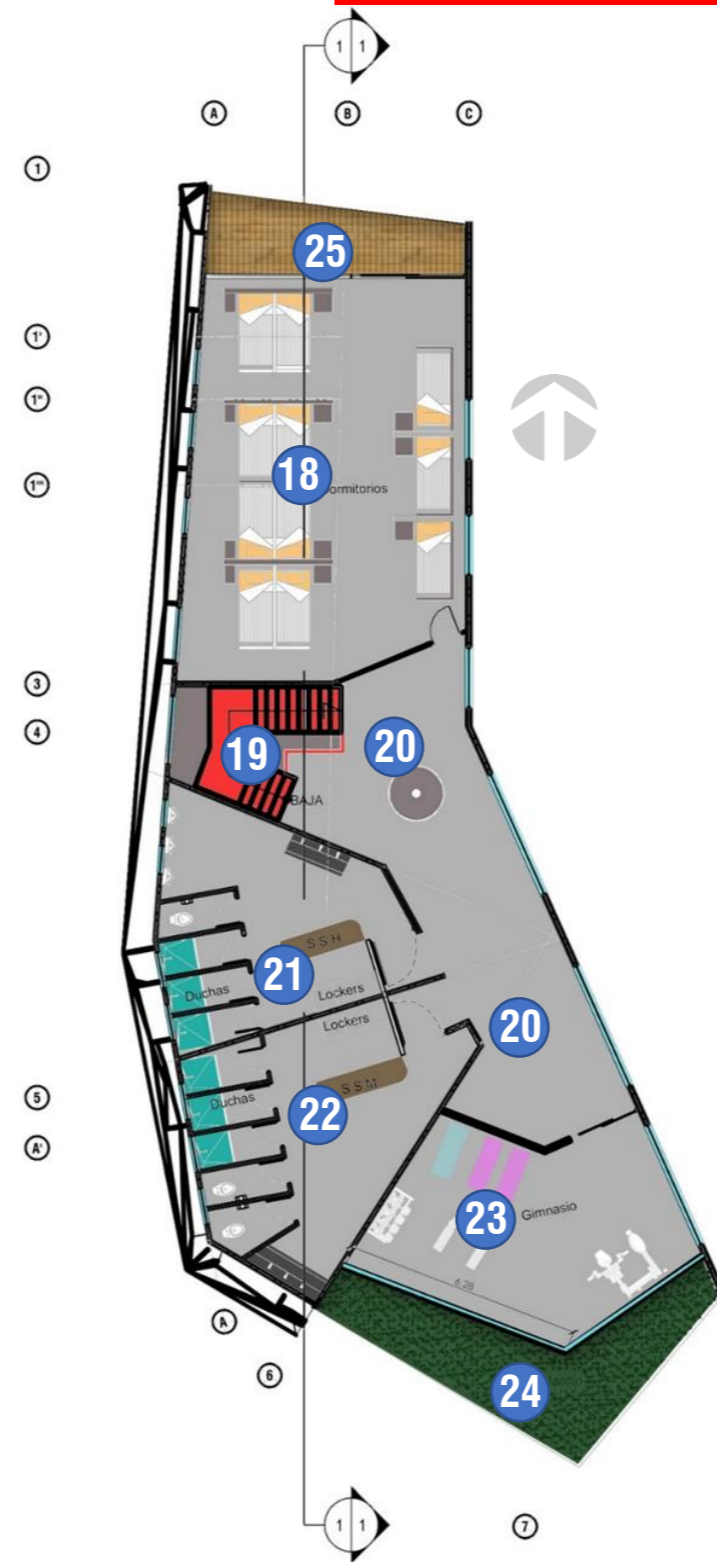 1 1
A B C
1
25
1'
1"
18
ormitorios
1'''
3
4
19
20
BAJA
S S H
21
Lockers
Duchas
Lockers
20
S S M
Duchas
22
5
A'
23
Gimnasio
6.28
A
6
24
1 1
7